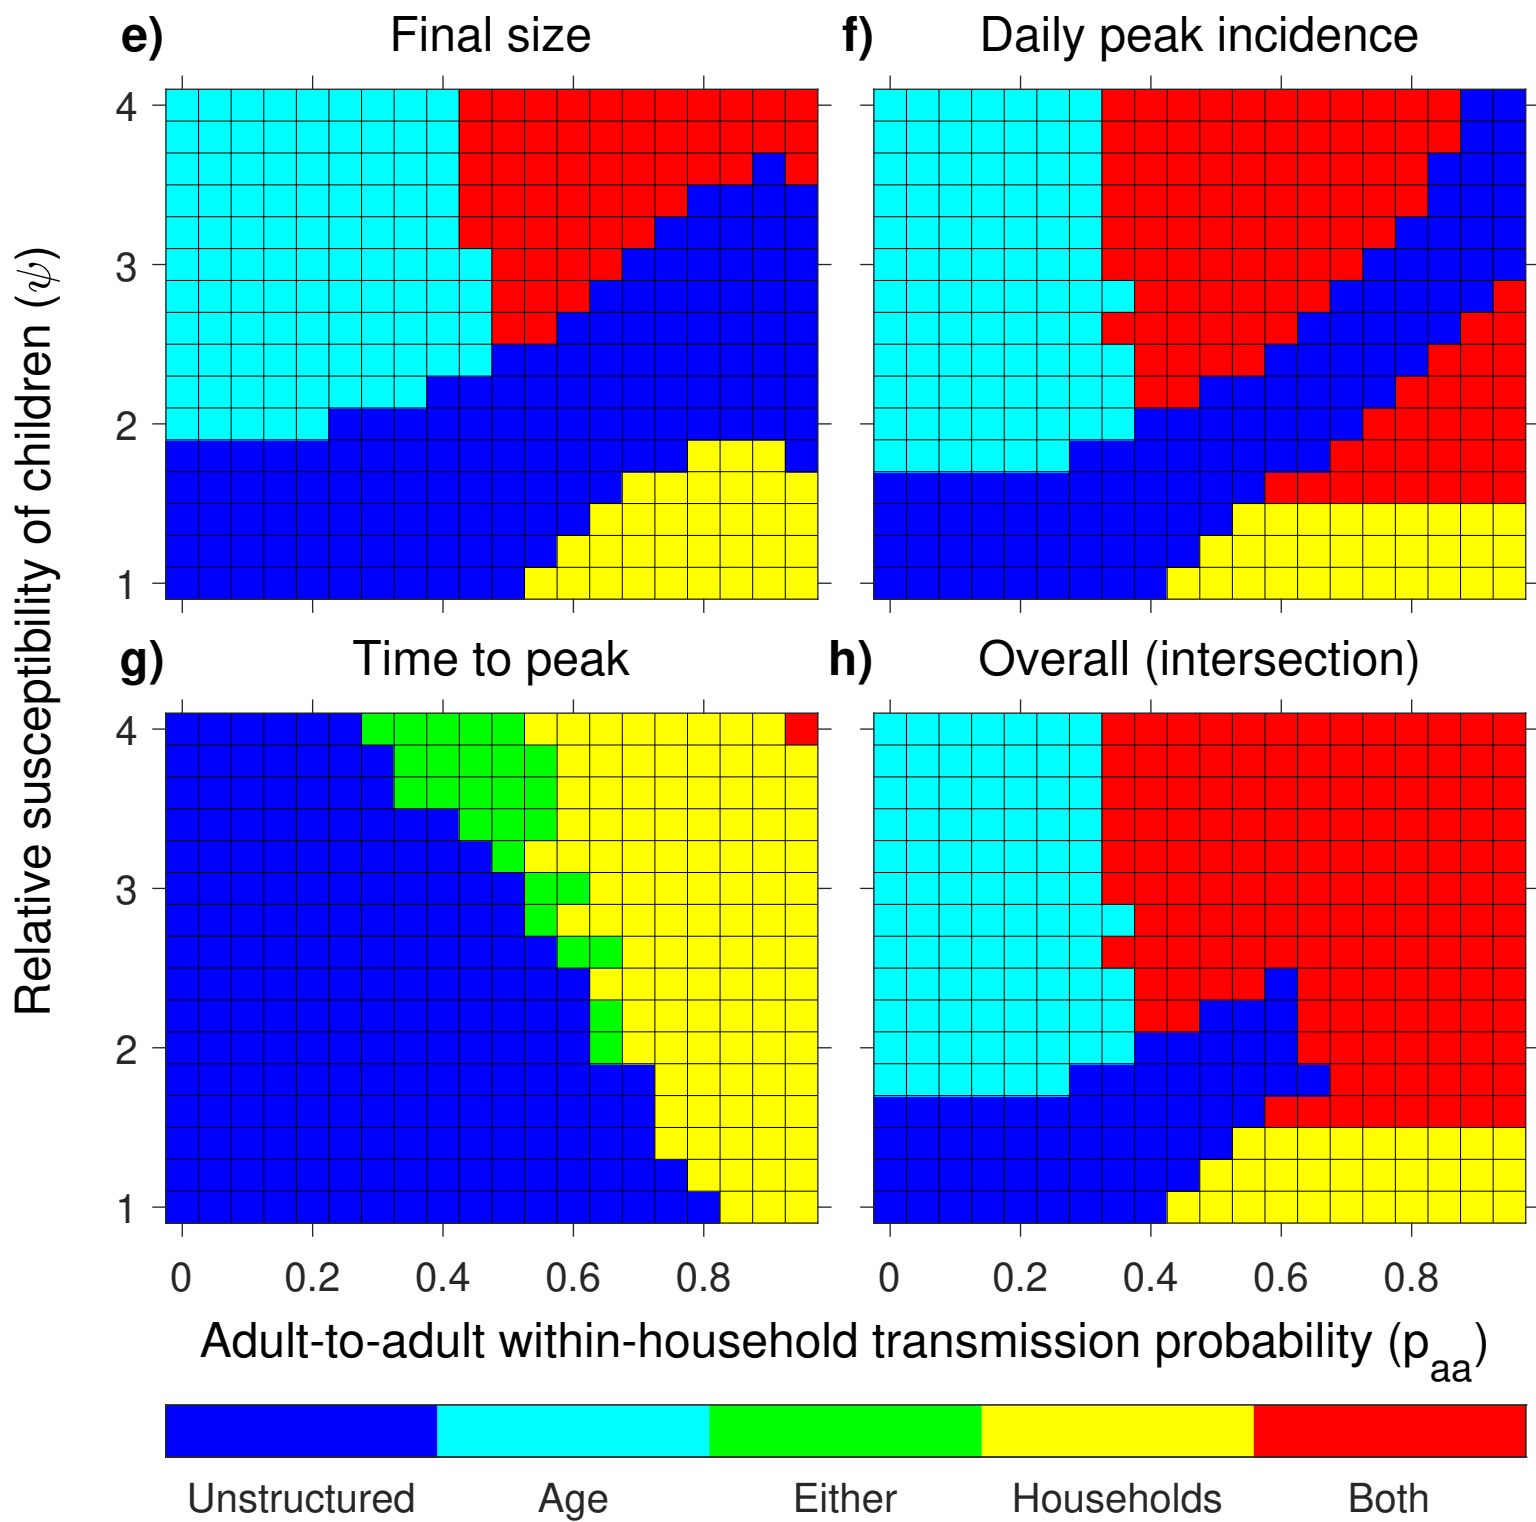 e) Final size
f) Daily peak incidence
4
3
2
1
g) Time to peak
h) Overall (intersection)
4
3
2
1
Relative susceptibility of children (ψ)
0 0.2 0.4 0.6 0.8
0 0.2 0.4 0.6 0.8
Adult-to-adult within-household transmission probability (p_aa)
Unstructured Age Either Households Both